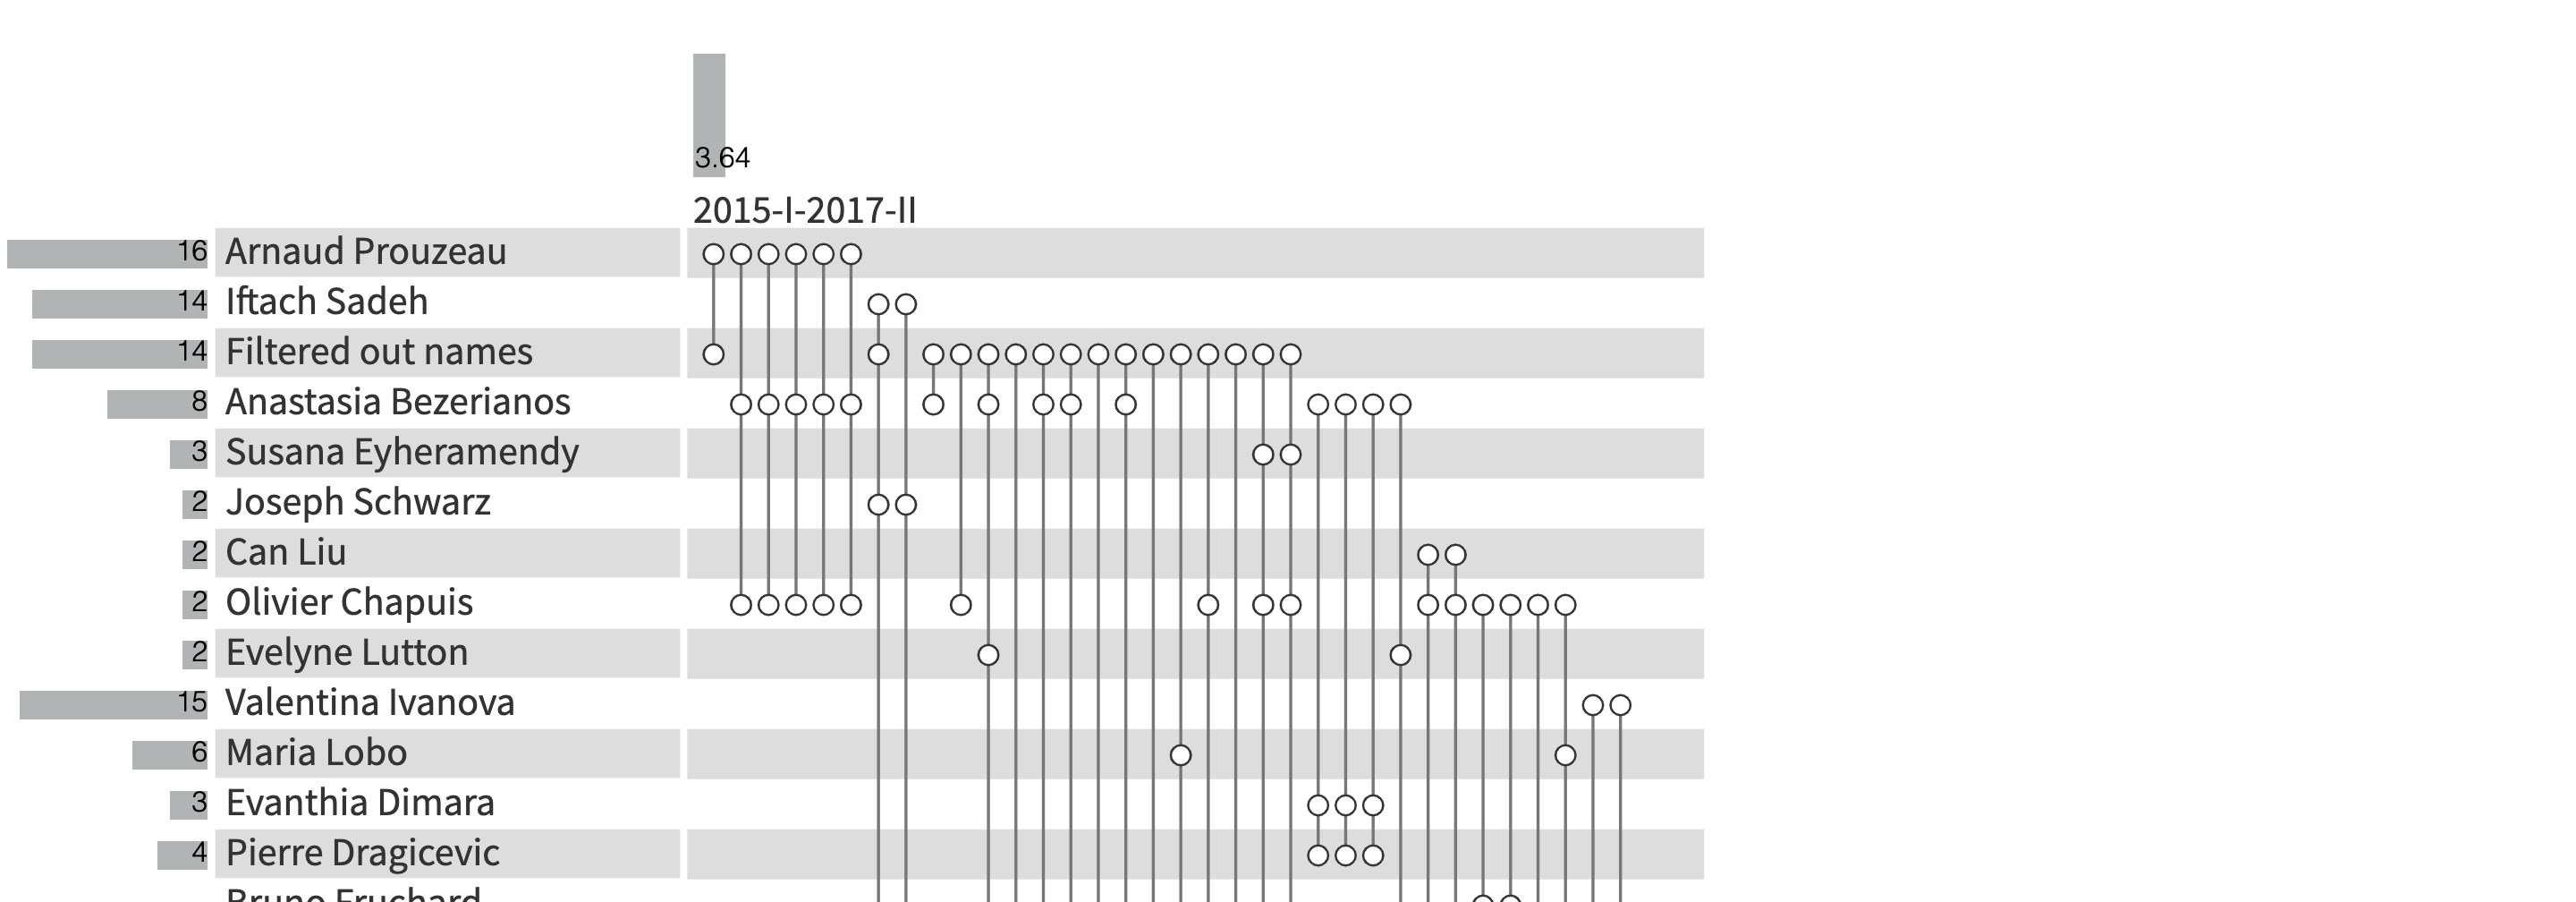 3.64
2015-I-2017-II
16 Arnaud Prouzeau
14 Iftach Sadeh
14 Filtered out names
8 Anastasia Bezerianos
3 Susana Eyheramendy
2 Joseph Schwarz
2 Can Liu
2 Olivier Chapuis
2 Evelyne Lutton
15 Valentina Ivanova
6 Maria Lobo
3 Evanthia Dimara
4 Pierre Dragicevic
Bruno Fruchard